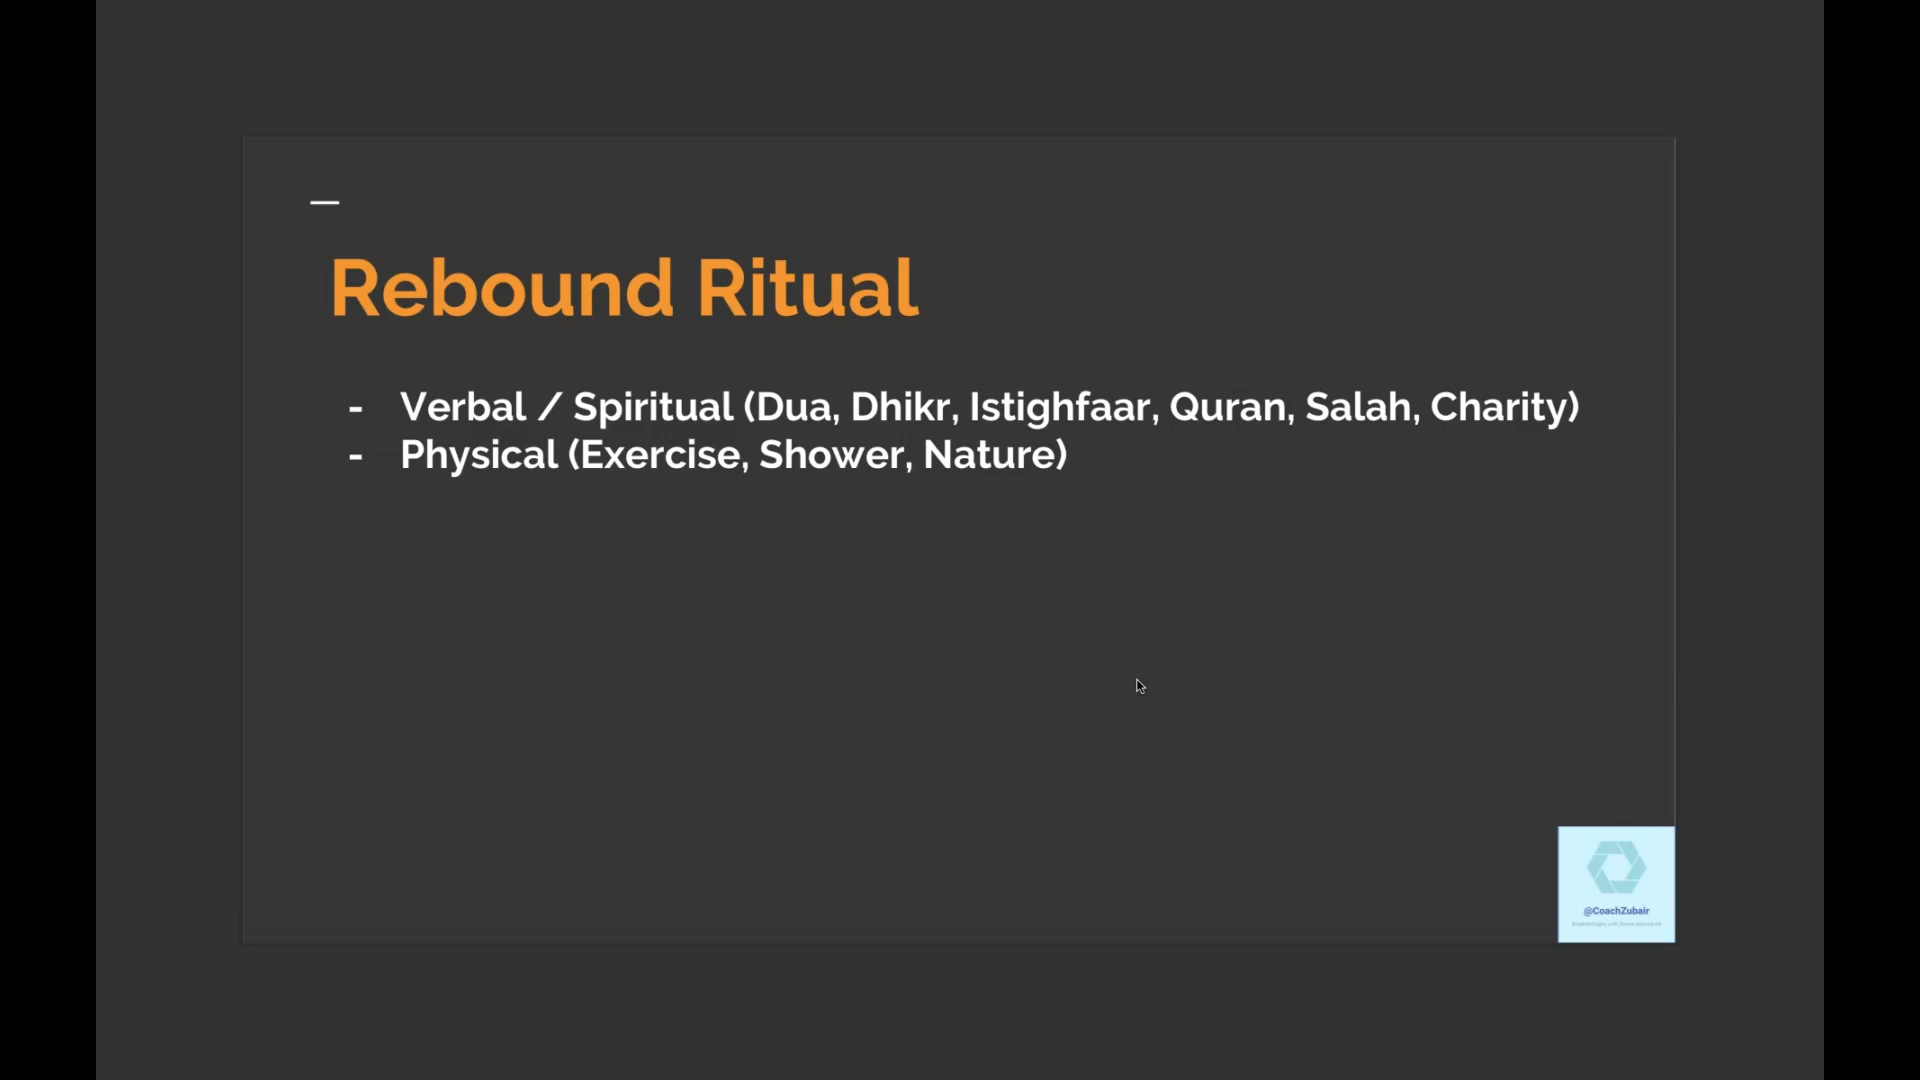 Rebound Ritual
- Verbal / Spiritual (Dua, Dhikr, Istighfaar, Quran, Salah, Charity)
- Physical (Exercise, Shower, Nature)
@CoachZubair